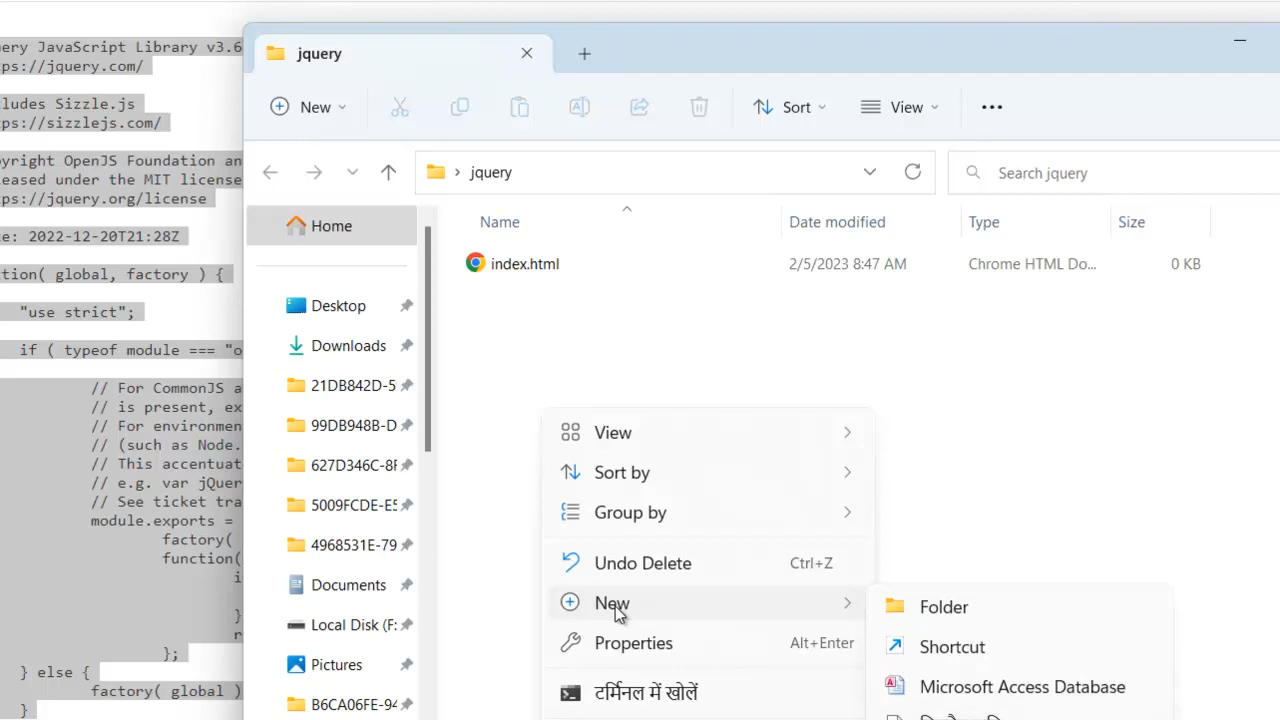 ery JavaScript Library v3.6
ps://jquery.com/
ludes Sizzle.js
ps://sizzlejs.com/
yright OpenJS Foundation an
eased under the MIT license
ps://jquery.org/license
e: 2022-12-20T21:28Z
tion( global, factory ) {
"use strict";
if ( typeof module === "o
// For CommonJS a
// is present, ex
// For environmen
// (such as Node.
// This accentuat
// e.g. var jQuer
// See ticket tra
module.exports =
factory(
function(
i
}
r
};
} else {
factory( global )
}
jquery
New
Sort
View
jquery
Search jquery
Name
Date modified
Type
Size
index.html
2/5/2023 8:47 AM
Chrome HTML Do...
0 KB
Home
Desktop
Downloads
21DB842D-5
99DB948B-D
627D346C-8F
5009FCDE-E5
4968531E-79
Documents
Local Disk (F:
Pictures
B6CA06FE-94
View
Sort by
Group by
Undo Delete Ctrl+Z
New
Properties Alt+Enter
टर्मिनल में खोलें
Folder
Shortcut
Microsoft Access Database